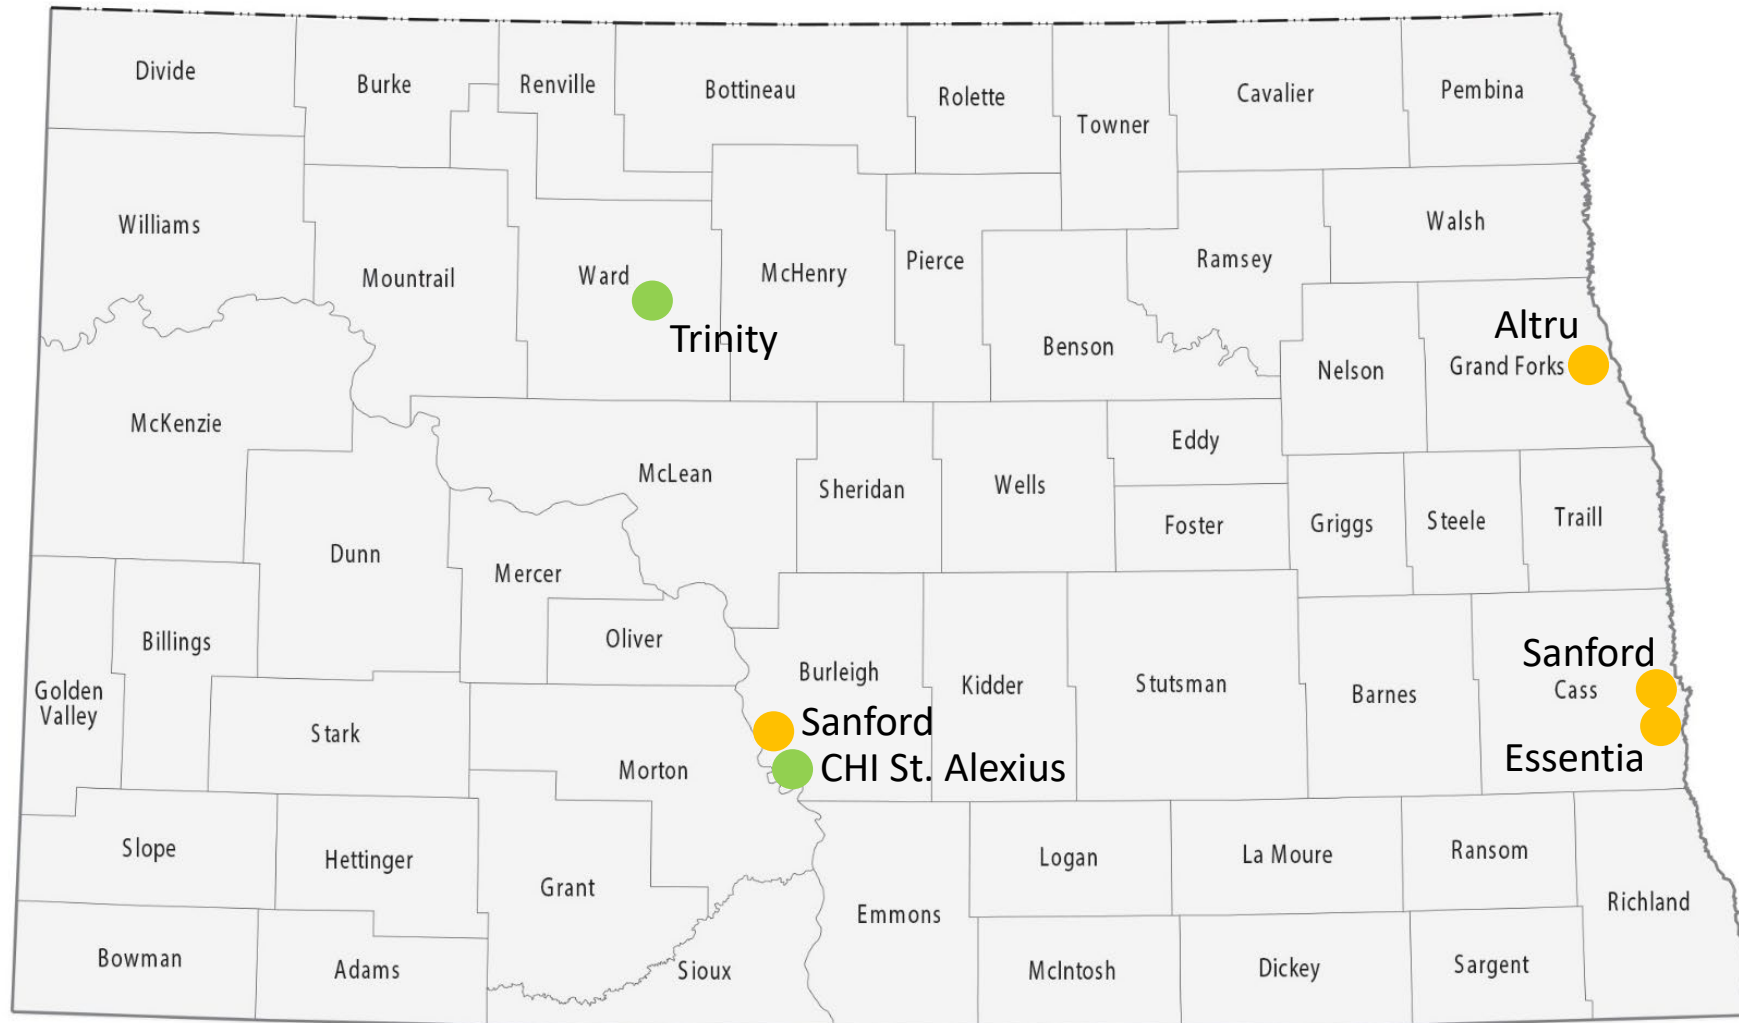 Divide
Burke
Renville
Bottineau
Rolette
Towner
Cavalier
Pembina
Williams
Mountrail
Ward
McHenry
Pierce
Benson
Ramsey
Walsh
Trinity
Altru
Nelson
Grand Forks
McKenzie
Dunn
McLean
Mercer
Sheridan
Wells
Eddy
Foster
Griggs
Steele
Traill
Golden
Valley
Billings
Stark
Oliver
Morton
Burleigh
Kidder
Stutsman
Barnes
Sanford
Cass
Essentia
Sanford
CHI St. Alexius
Slope
Hettinger
Grant
Emmons
Logan
La Moure
Ransom
Richland
Bowman
Adams
Sioux
McIntosh
Dickey
Sargent